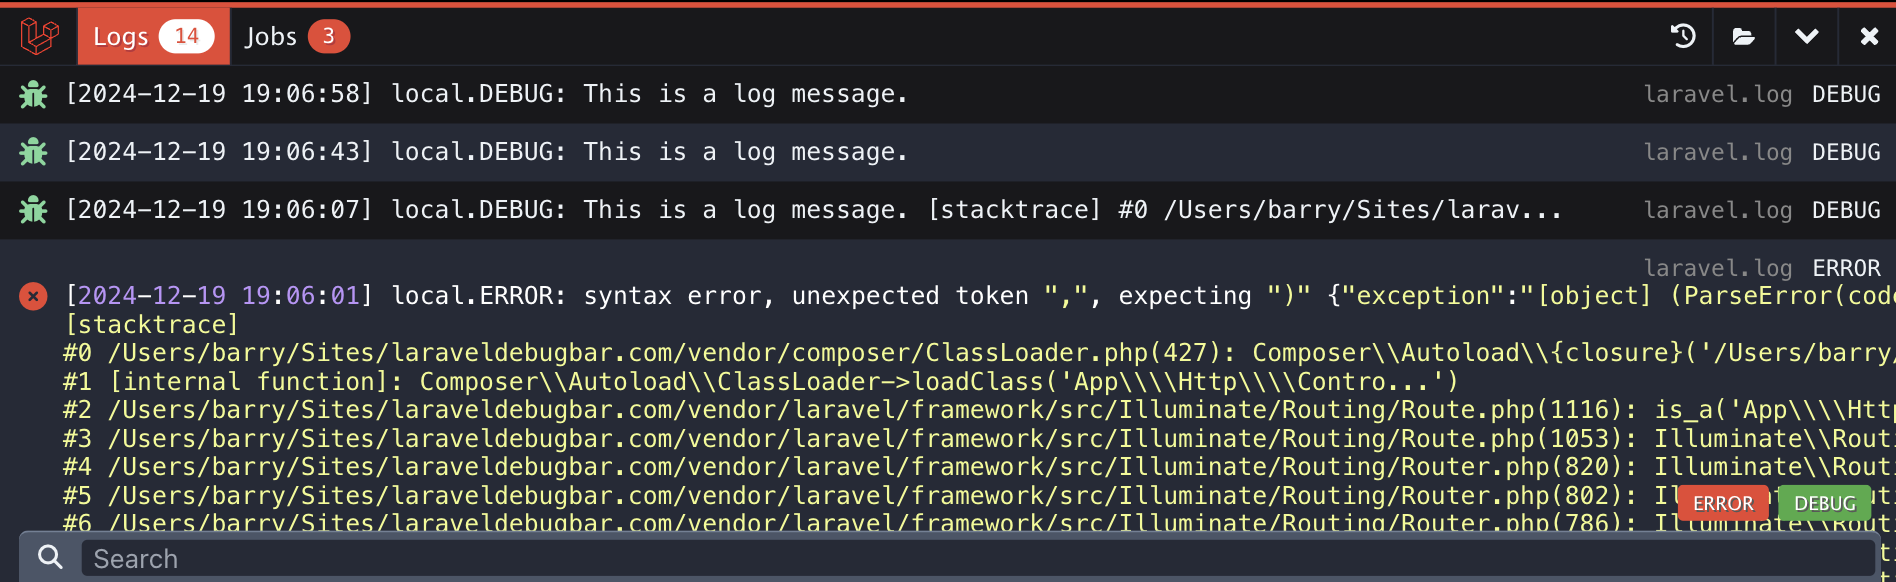 Logs 14 Jobs 3
[2024-12-19 19:06:58] local.DEBUG: This is a log message. laravel.log DEBUG
[2024-12-19 19:06:43] local.DEBUG: This is a log message. laravel.log DEBUG
[2024-12-19 19:06:07] local.DEBUG: This is a log message. [stacktrace] #0 /Users/barry/Sites/larav... laravel.log DEBUG
laravel.log ERROR
[2024-12-19 19:06:01] local.ERROR: syntax error, unexpected token ",", expecting ")" {"exception":"[object] (ParseError(code
[stacktrace]
#0 /Users/barry/Sites/laraveldebugbar.com/vendor/composer/ClassLoader.php(427): Composer\\Autoload\\{closure}('/Users/barry/
#1 [internal function]: Composer\\Autoload\\ClassLoader->loadClass('App\\\\Http\\\\Contro...')
#2 /Users/barry/Sites/laraveldebugbar.com/vendor/laravel/framework/src/Illuminate/Routing/Route.php(1116): is_a('App\\\\Http
#3 /Users/barry/Sites/laraveldebugbar.com/vendor/laravel/framework/src/Illuminate/Routing/Route.php(1053): Illuminate\\Routi
#4 /Users/barry/Sites/laraveldebugbar.com/vendor/laravel/framework/src/Illuminate/Routing/Router.php(820): Illuminate\\Routi
#5 /Users/barry/Sites/laraveldebugbar.com/vendor/laravel/framework/src/Illuminate/Routing/Router.php(802):
ERROR DEBUG
#6 /Users/barry/Sites/laraveldebugbar.com/vendor/laravel/framework/src/Illuminate/Routing/Router.php(786): Illuminate\\Routi
Search